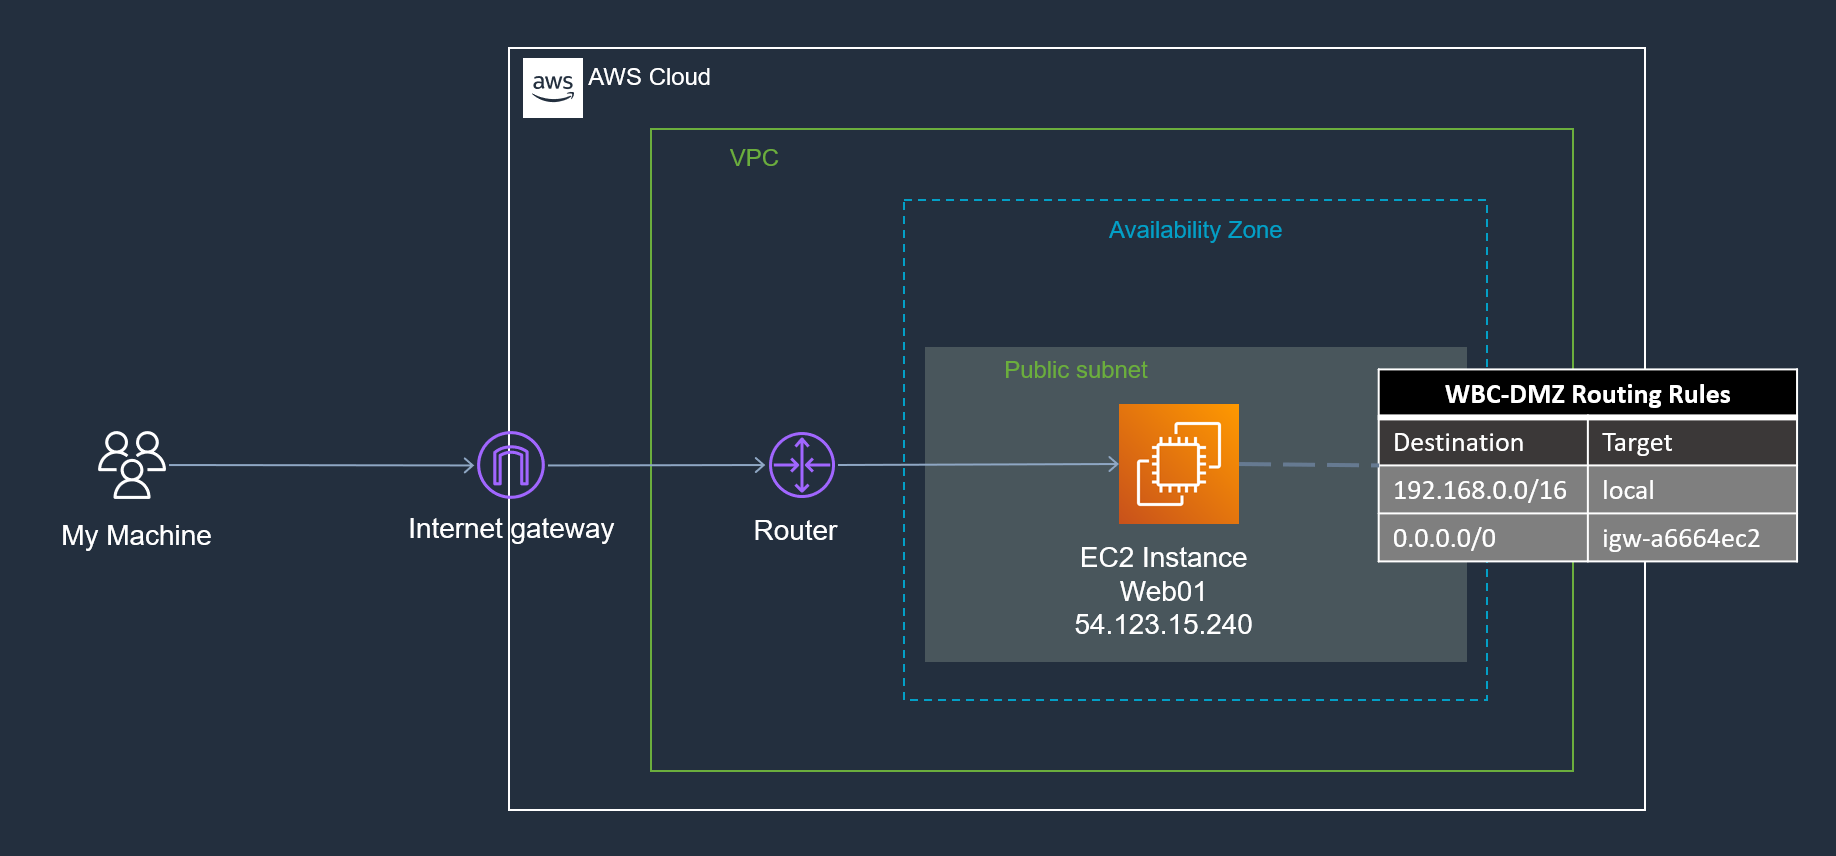 aws
AWS Cloud
VPC
Availability Zone
Public subnet
WBC-DMZ Routing Rules
Destination Target
192.168.0.0/16 local
0.0.0.0/0 igw-a6664ec2
My Machine
Internet gateway
Router
EC2 Instance
Web01
54.123.15.240